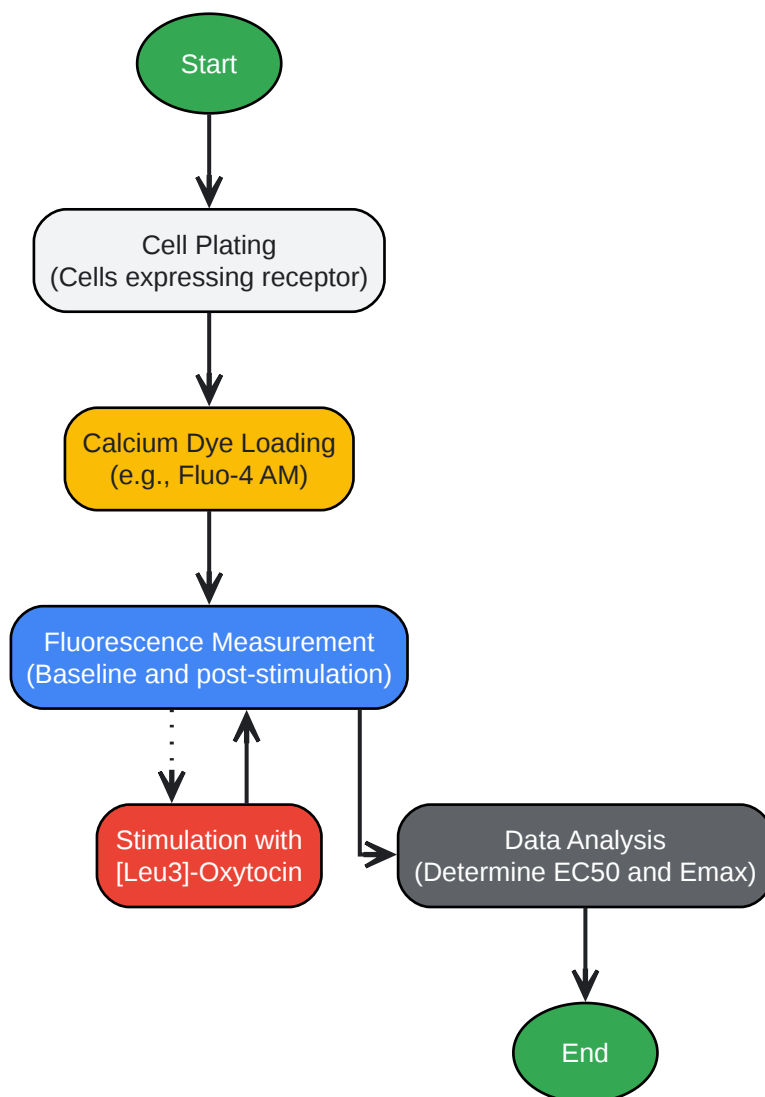 Start
Cell Plating
(Cells expressing receptor)
Calcium Dye Loading
(e.g., Fluo-4 AM)
Fluorescence Measurement
(Baseline and post-stimulation)
Stimulation with
[Leu3]-Oxytocin
Data Analysis
(Determine EC50 and Emax)
End